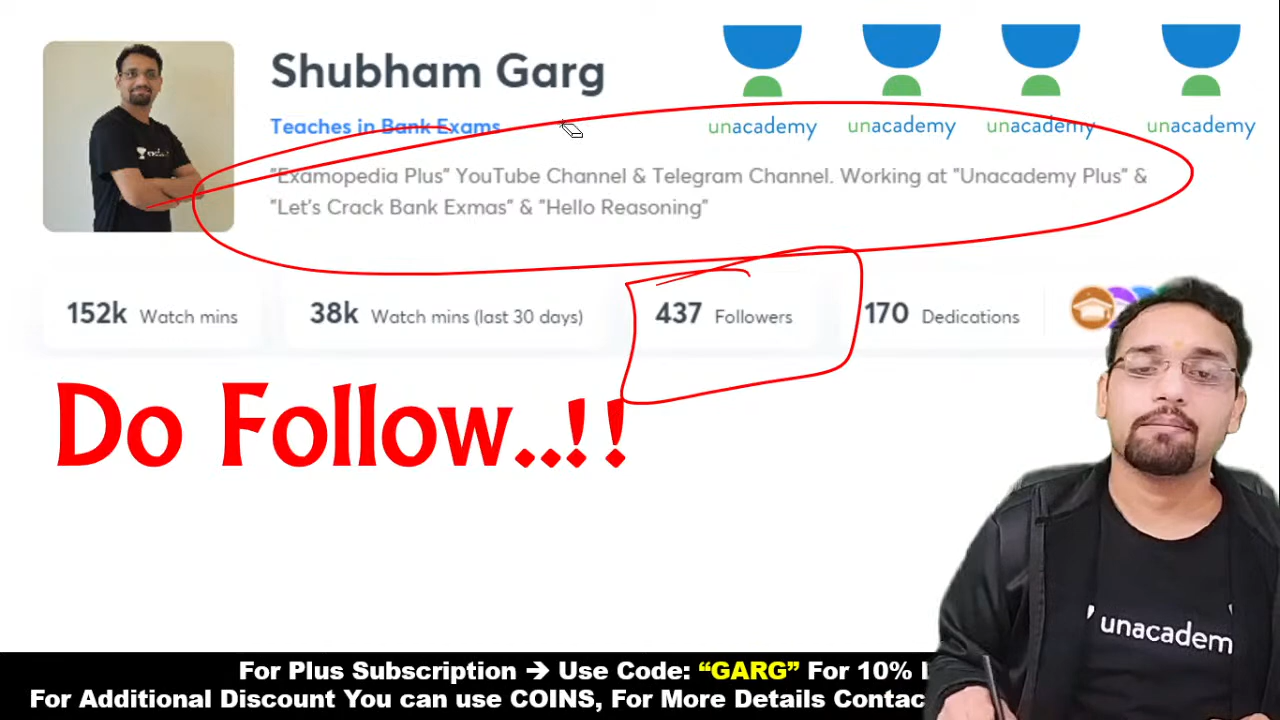 Shubham Garg
unacademy unacademy unacademy unacademy
Teaches in Bank Exams
"Examopedia Plus" YouTube Channel & Telegram Channel. Working at "Unacademy Plus" &
"Let's Crack Bank Exmas" & "Hello Reasoning"
152k Watch mins 38k Watch mins (last 30 days) 437 Followers 170 Dedications
Do Follow..!!
unacadem
For Plus Subscription → Use Code: “GARG” For 10%
For Additional Discount You can use COINS, For More Details Contac